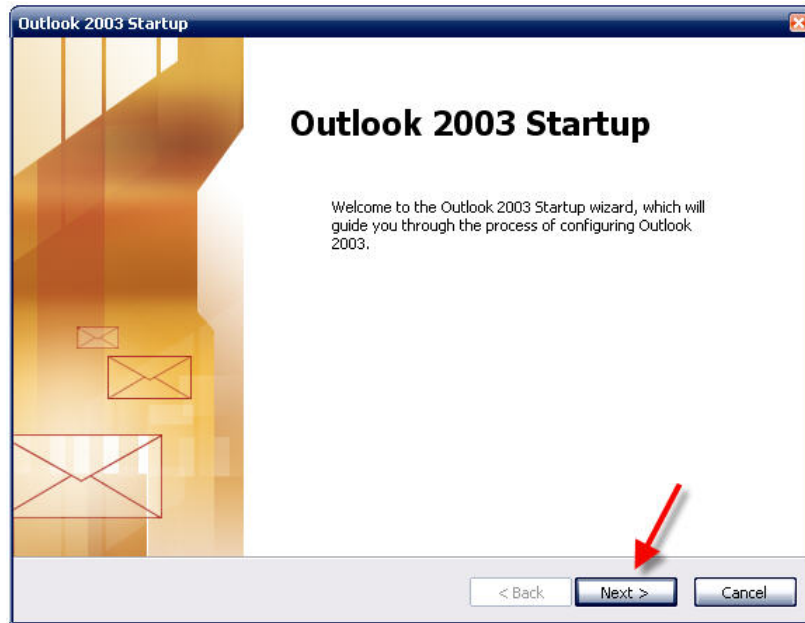 Outlook 2003 Startup
Outlook 2003 Startup
Welcome to the Outlook 2003 Startup wizard, which will
guide you through the process of configuring Outlook
2003.
< Back Next > Cancel